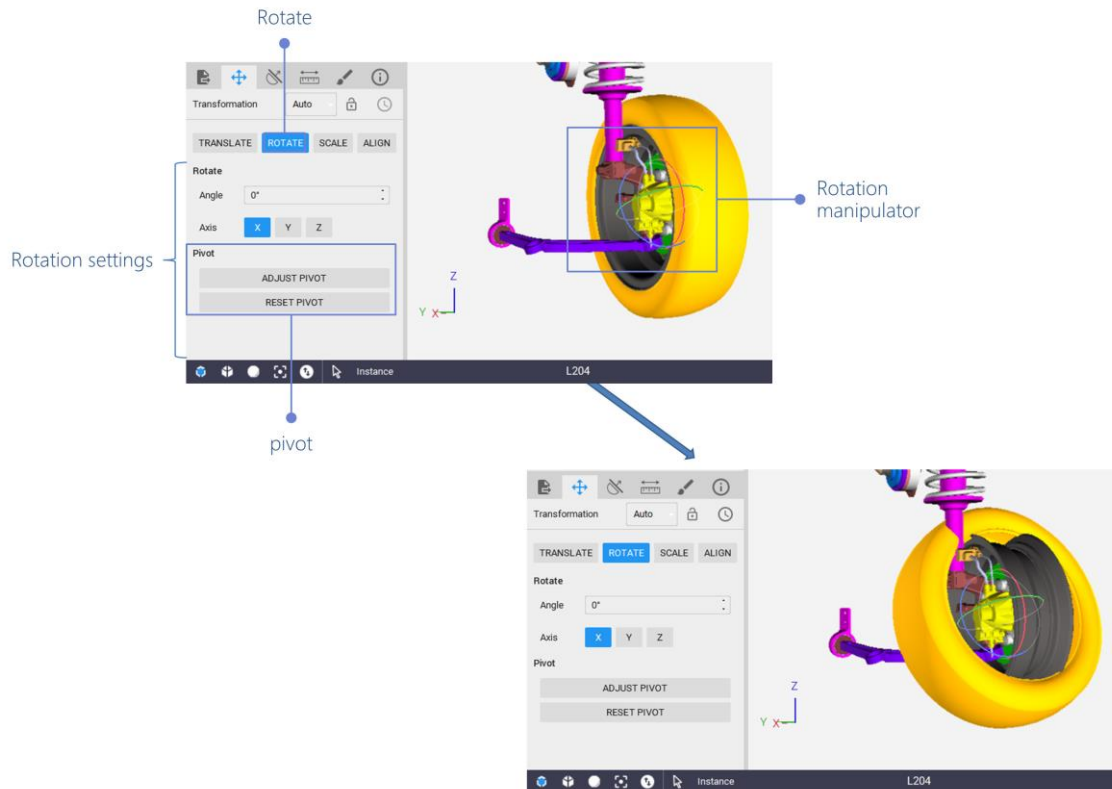 Rotate
Transformation Auto
TRANSLATE ROTATE SCALE ALIGN
Rotate
Angle 0°
Axis X Y Z
Pivot
ADJUST PIVOT
RESET PIVOT
Rotation settings
Rotation
manipulator
Z
Y X
Instance L204
pivot
Transformation Auto
TRANSLATE ROTATE SCALE ALIGN
Rotate
Angle 0°
Axis X Y Z
Pivot
ADJUST PIVOT
RESET PIVOT
Z
Y X
Instance L204